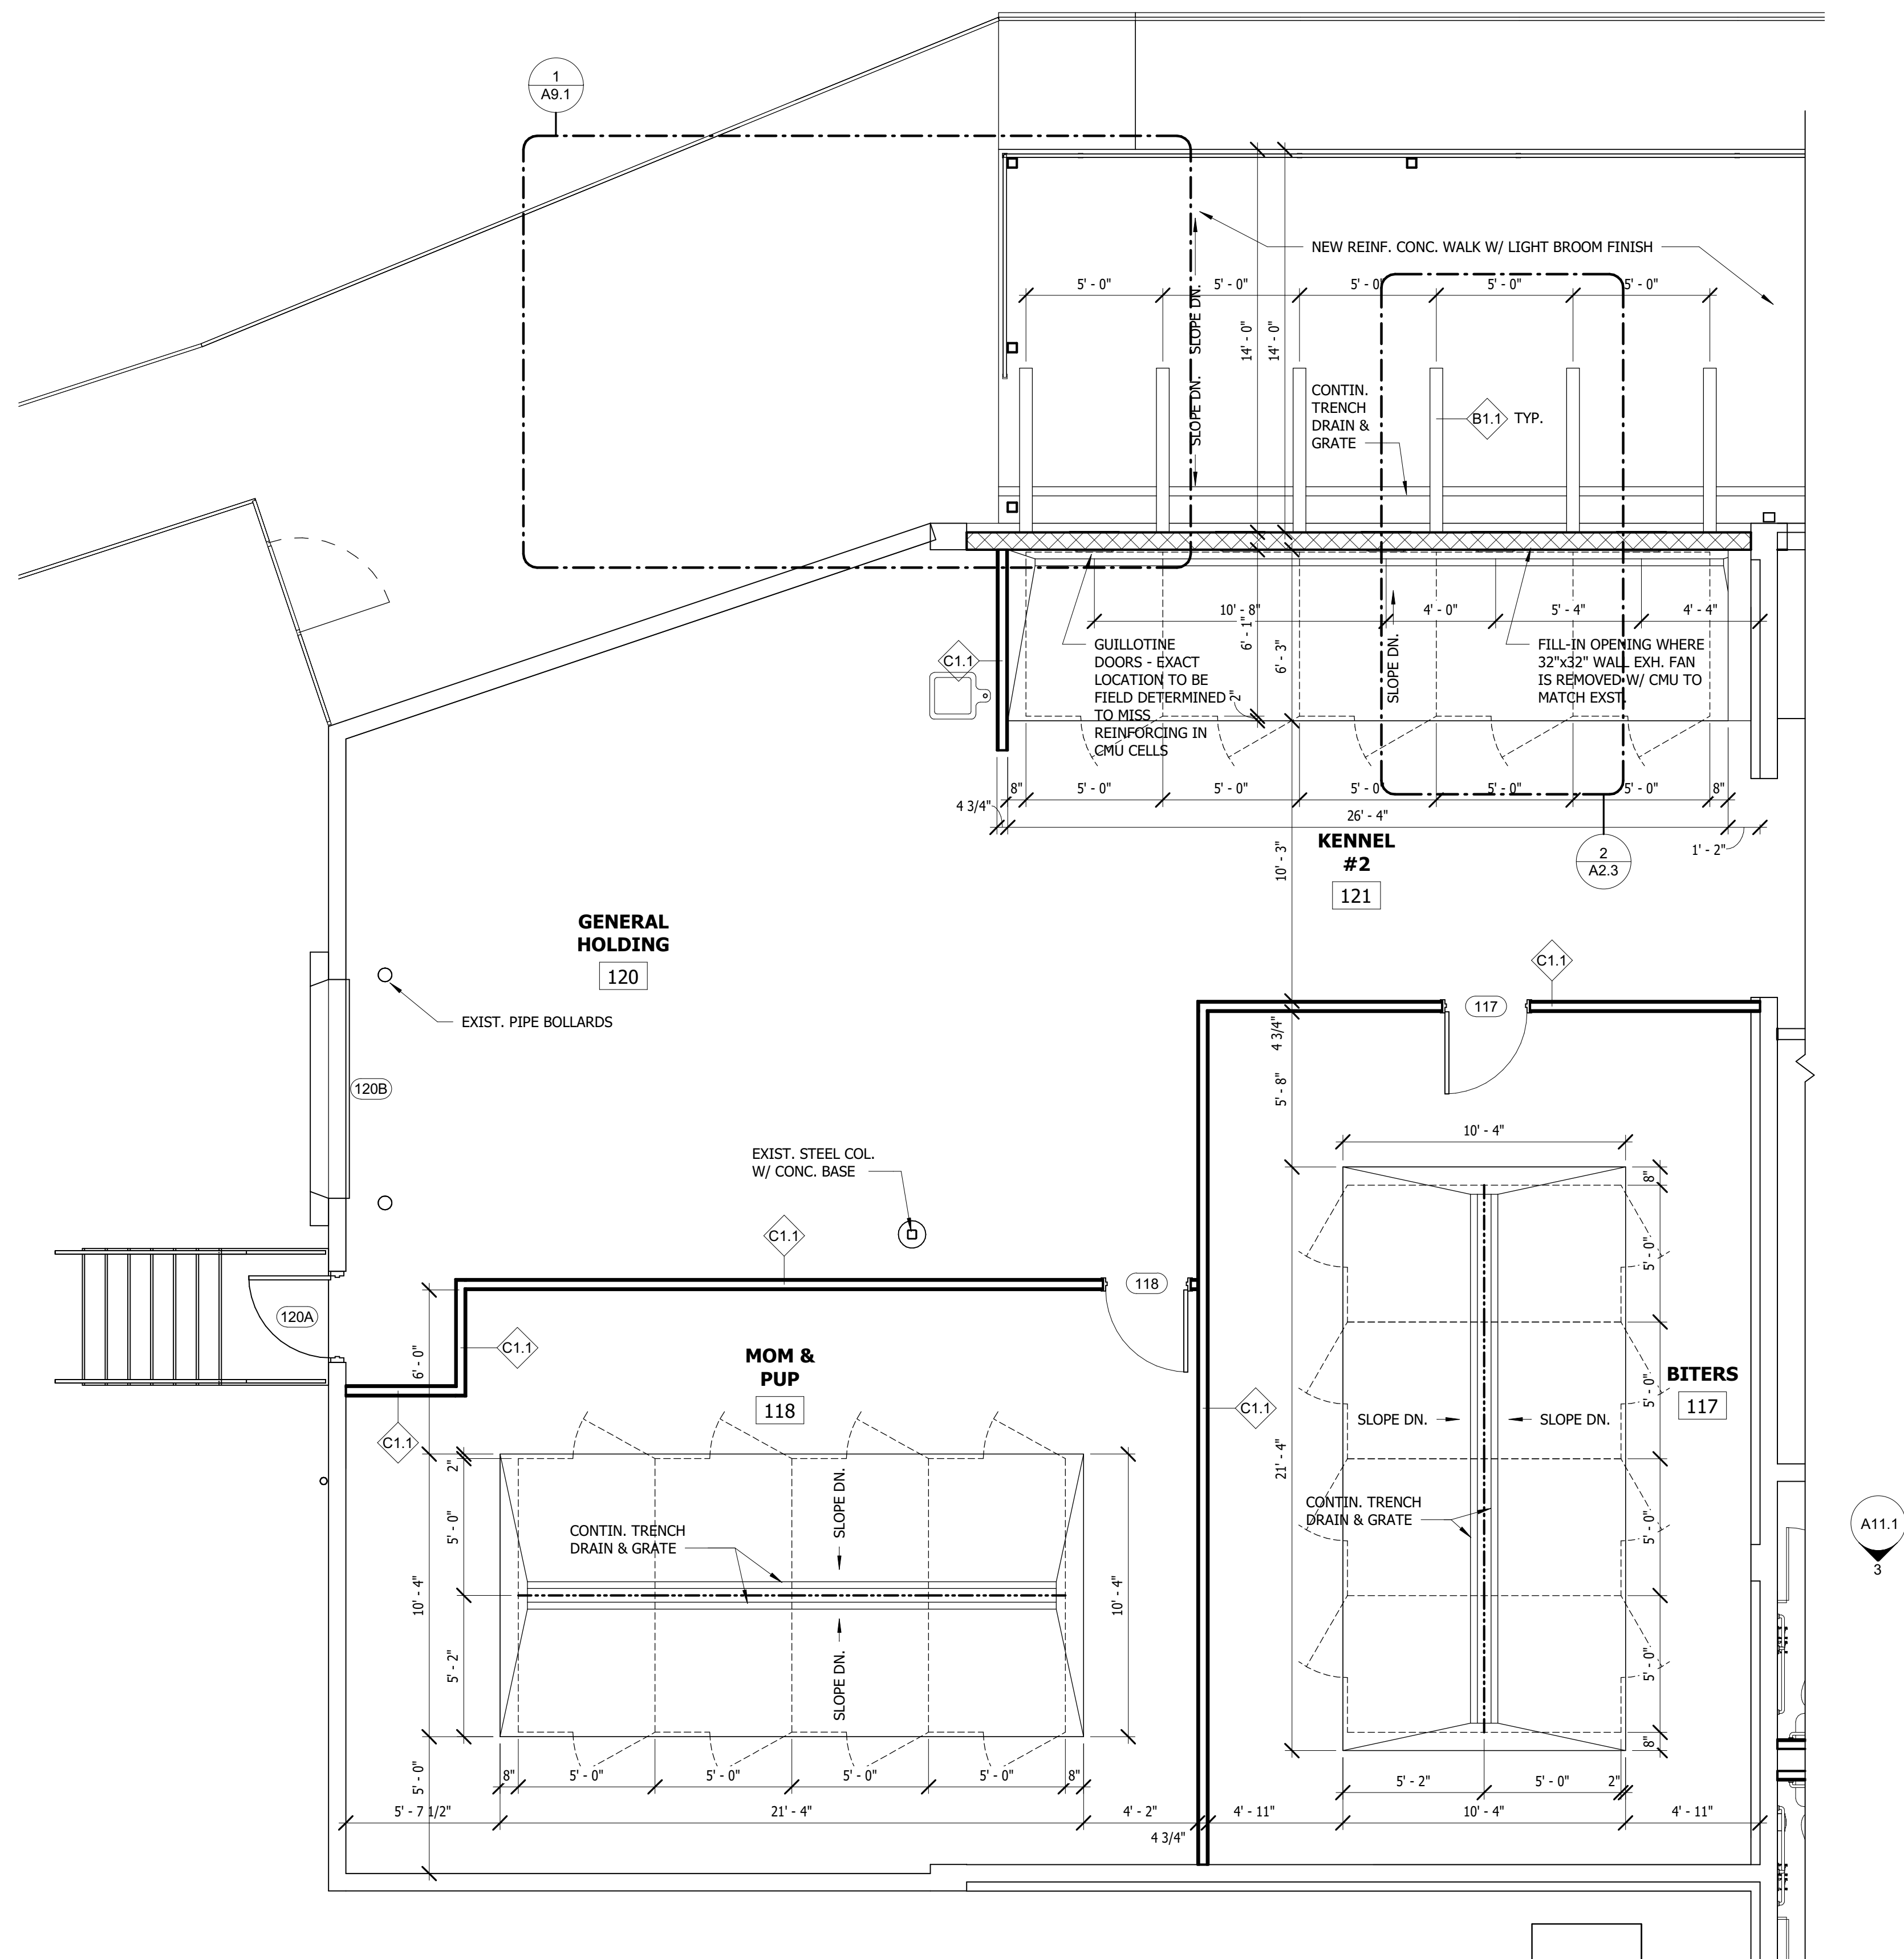 1
A9.1
NEW REINF. CONC. WALK W/ LIGHT BROOM FINISH
5' - 0"
5' - 0"
5' - 0"
5' - 0"
5' - 0"
SLOPE DN.
SLOPE DN.
14' - 0"
14' - 0"
CONTIN.
TRENCH
DRAIN &
GRATE
B1.1
TYP.
10' - 8"
4' - 0"
5' - 4"
4' - 4"
6' - 1"
6' - 3"
2"
SLOPE DN.
C1.1
GUILLOTINE
DOORS - EXACT
LOCATION TO BE
FIELD DETERMINED
TO MISS
REINFORCING IN
CMU CELLS
FILL-IN OPENING WHERE
32"x32" WALL EXH. FAN
IS REMOVED W/ CMU TO
MATCH EXST.
8"
5' - 0"
5' - 0"
5' - 0"
5' - 0"
5' - 0"
8"
4 3/4"
26' - 4"
1' - 2"
KENNEL
#2
121
2
A2.3
10' - 3"
GENERAL
HOLDING
120
EXIST. PIPE BOLLARDS
C1.1
117
4 3/4"
5' - 8"
120B
10' - 4"
EXIST. STEEL COL.
W/ CONC. BASE
C1.1
118
120A
6' - 0"
C1.1
MOM &
PUP
118
C1.1
C1.1
8"
5' - 0"
5' - 0"
5' - 0"
5' - 0"
8"
BITERS
117
SLOPE DN.
SLOPE DN.
21' - 4"
CONTIN. TRENCH
DRAIN & GRATE
2"
5' - 0"
5' - 2"
10' - 4"
5' - 0"
SLOPE DN.
SLOPE DN.
CONTIN. TRENCH
DRAIN & GRATE
10' - 4"
A11.1
3
8"
5' - 0"
5' - 0"
5' - 0"
5' - 0"
8"
5' - 2"
5' - 0"
2"
5' - 7 1/2"
21' - 4"
4' - 2"
4 3/4"
4' - 11"
10' - 4"
4' - 11"